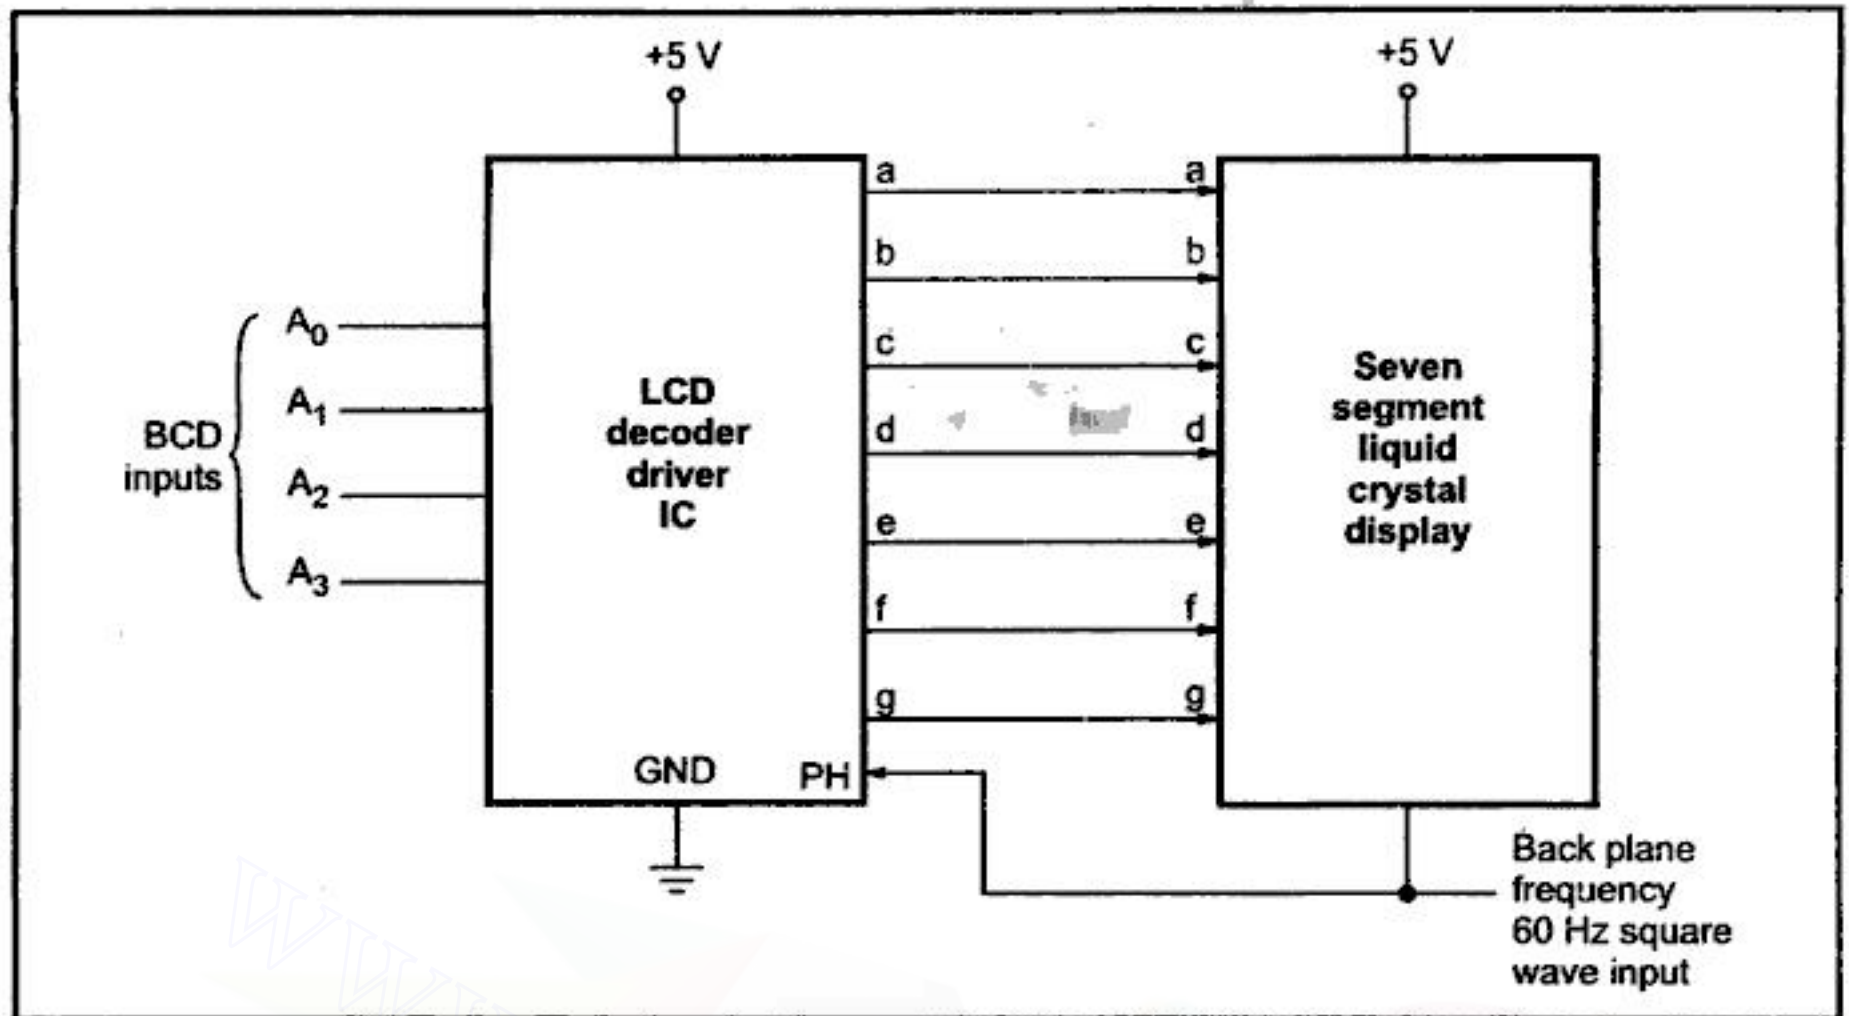 +5 V
+5 V
a
a
b
b
c
c
d
d
e
e
f
f
g
g
BCD
inputs
A0
A1
A2
A3
LCD
decoder
driver
IC
GND
PH
Seven
segment
liquid
crystal
display
Back plane
frequency
60 Hz square
wave input